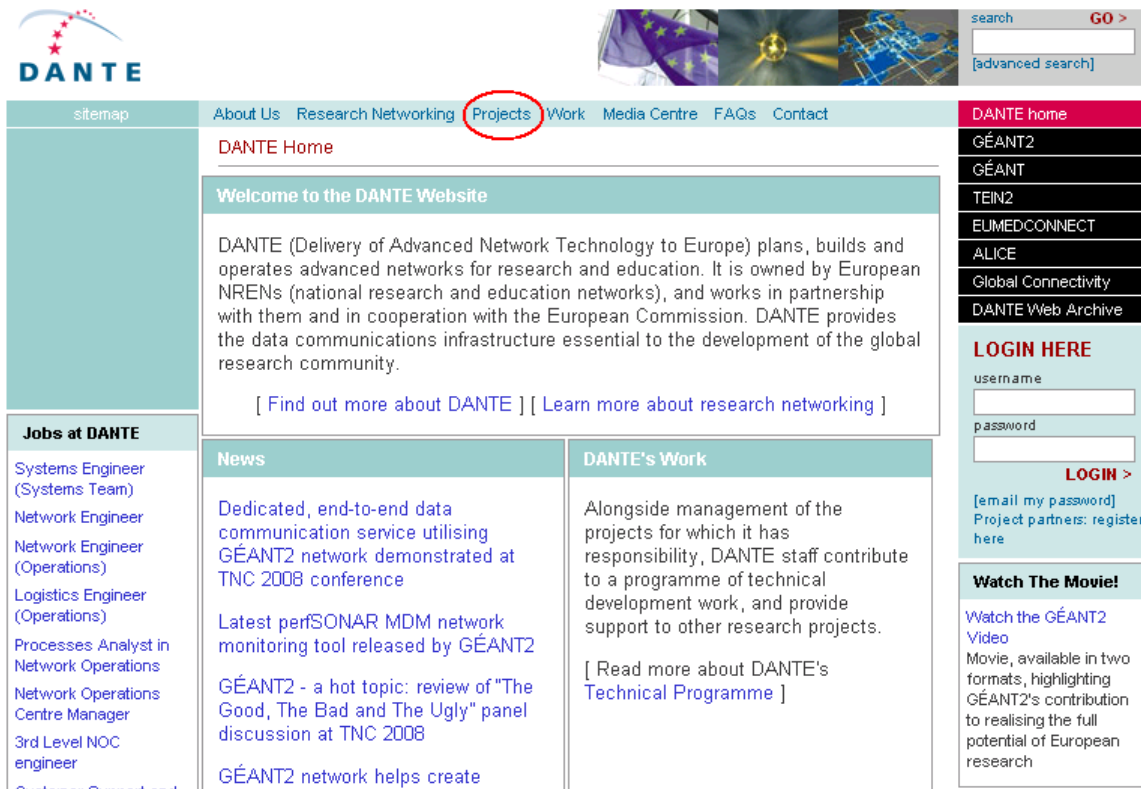 DANTE
search GO >
[advanced search]
sitemap
About Us Research Networking Projects Work Media Centre FAQs Contact
DANTE Home
Welcome to the DANTE Website
DANTE (Delivery of Advanced Network Technology to Europe) plans, builds and
operates advanced networks for research and education. It is owned by European
NRENs (national research and education networks), and works in partnership
with them and in cooperation with the European Commission. DANTE provides
the data communications infrastructure essential to the development of the global
research community.
[ Find out more about DANTE ] [ Learn more about research networking ]
Jobs at DANTE
Systems Engineer
(Systems Team)
Network Engineer
Network Engineer
(Operations)
Logistics Engineer
(Operations)
Processes Analyst in
Network Operations
Network Operations
Centre Manager
3rd Level NOC
engineer
News
Dedicated, end-to-end data
communication service utilising
GÉANT2 network demonstrated at
TNC 2008 conference
Latest perfSONAR MDM network
monitoring tool released by GÉANT2
GÉANT2 - a hot topic: review of "The
Good, The Bad and The Ugly" panel
discussion at TNC 2008
GÉANT2 network helps create
DANTE's Work
Alongside management of the
projects for which it has
responsibility, DANTE staff contribute
to a programme of technical
development work, and provide
support to other research projects.
[ Read more about DANTE's
Technical Programme ]
DANTE home
GÉANT2
GÉANT
TEIN2
EUMEDCONNECT
ALICE
Global Connectivity
DANTE Web Archive
LOGIN HERE
username
password
LOGIN >
[email my password]
Project partners: register
here
Watch The Movie!
Watch the GÉANT2
Video
Movie, available in two
formats, highlighting
GÉANT2's contribution
to realising the full
potential of European
research